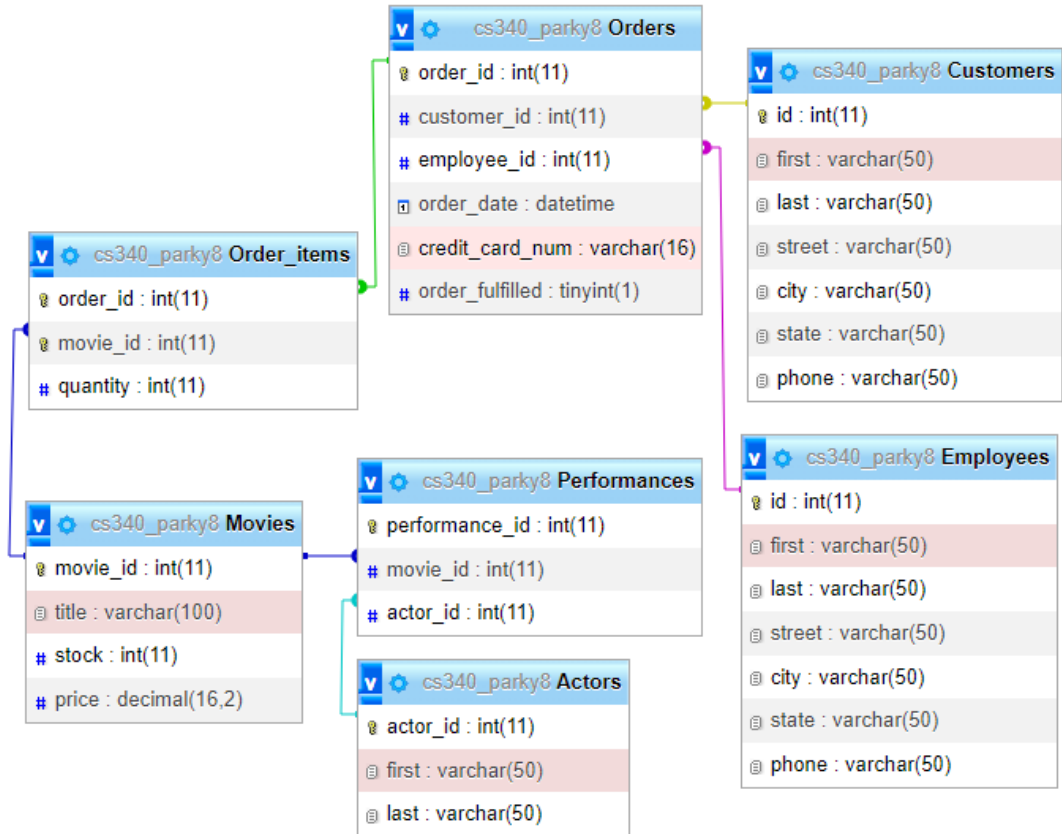 v cs340_parky8 Orders
order_id : int(11)
# customer_id : int(11)
# employee_id : int(11)
order_date : datetime
credit_card_num : varchar(16)
# order_fulfilled : tinyint(1)
v cs340_parky8 Customers
id : int(11)
first : varchar(50)
last : varchar(50)
street : varchar(50)
city : varchar(50)
state : varchar(50)
phone : varchar(50)
v cs340_parky8 Order_items
order_id : int(11)
movie_id : int(11)
# quantity : int(11)
v cs340_parky8 Employees
id : int(11)
first : varchar(50)
last : varchar(50)
street : varchar(50)
city : varchar(50)
state : varchar(50)
phone : varchar(50)
v cs340_parky8 Performances
performance_id : int(11)
# movie_id : int(11)
# actor_id : int(11)
v cs340_parky8 Movies
movie_id : int(11)
title : varchar(100)
# stock : int(11)
# price : decimal(16,2)
v cs340_parky8 Actors
actor_id : int(11)
first : varchar(50)
last : varchar(50)